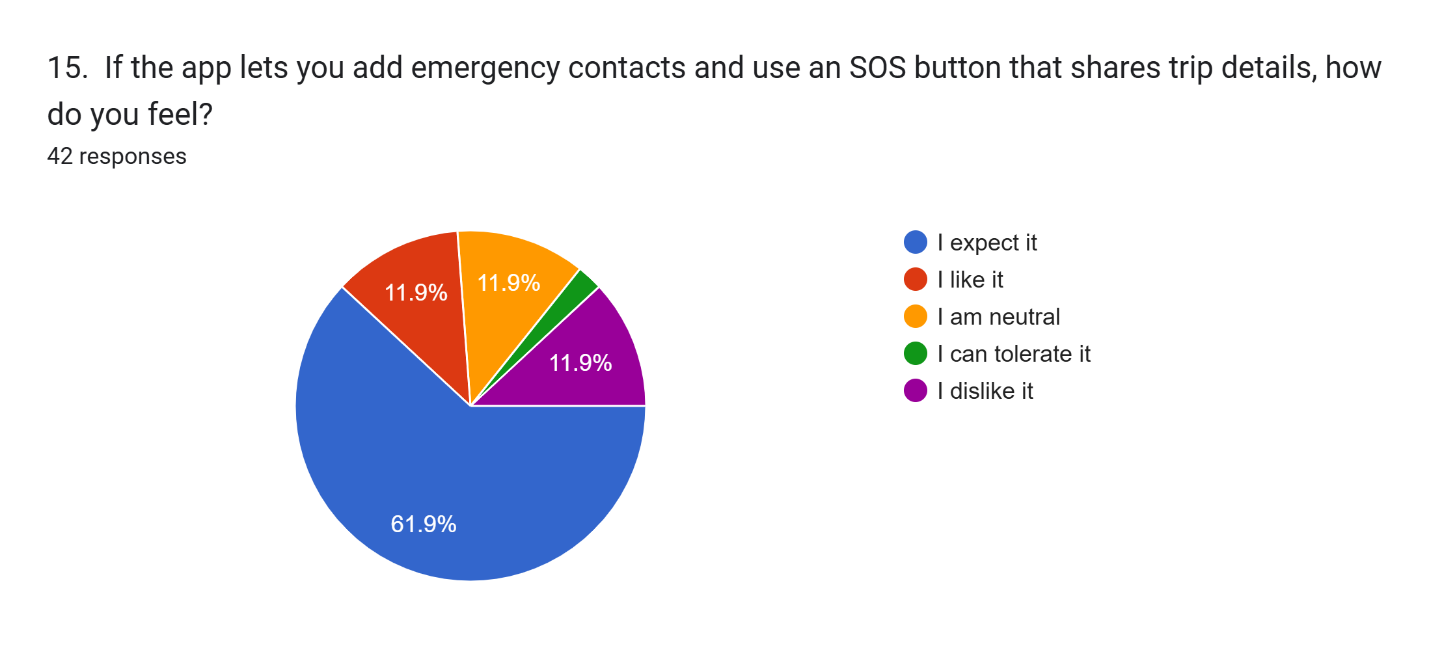 15.  If the app lets you add emergency contacts and use an SOS button that shares trip details, how
do you feel?
42 responses
11.9%
11.9%
11.9%
61.9%
I expect it
I like it
I am neutral
I can tolerate it
I dislike it